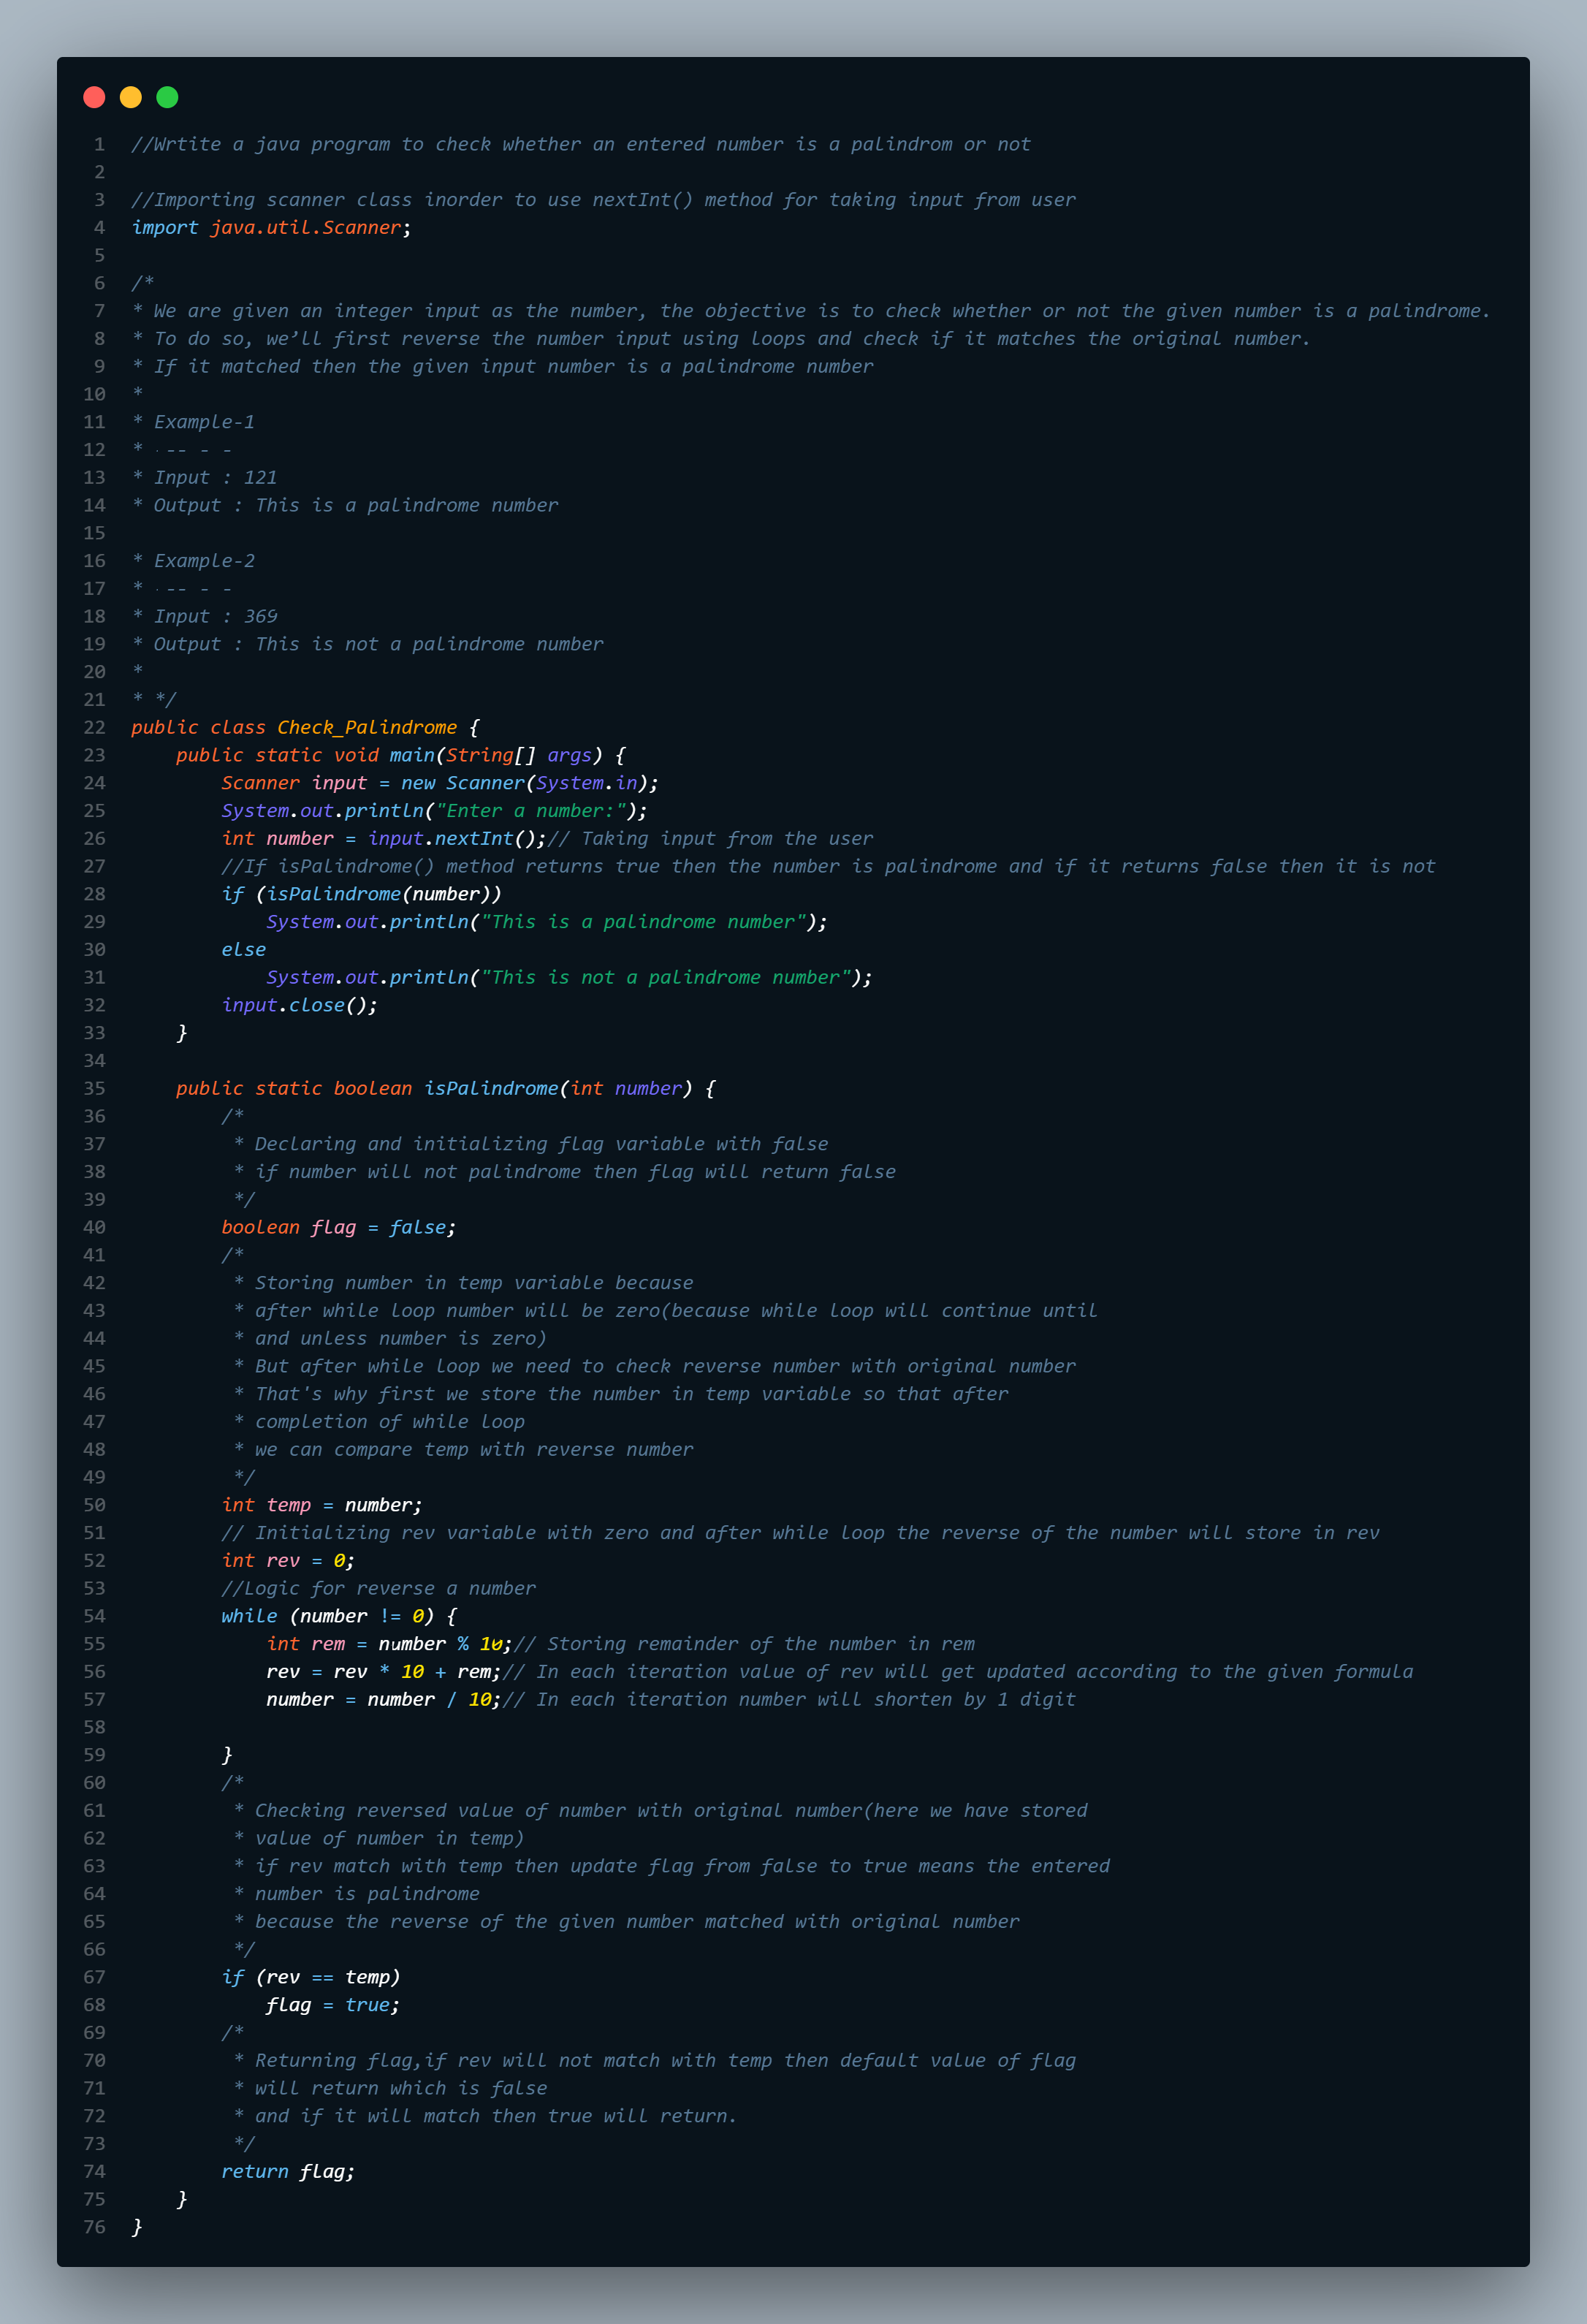 1 //Wrtite a java program to check whether an entered number is a palindrom or not
2
3 //Importing scanner class inorder to use nextInt() method for taking input from user
4 import java.util.Scanner;
5
6 /*
7 * We are given an integer input as the number, the objective is to check whether or not the given number is a palindrome.
8 * To do so, we’ll first reverse the number input using loops and check if it matches the original number.
9 * If it matched then the given input number is a palindrome number
10 *
11 * Example-1
12 * -- - -
13 * Input : 121
14 * Output : This is a palindrome number
15
16 * Example-2
17 * -- - -
18 * Input : 369
19 * Output : This is not a palindrome number
20 *
21 * */
22 public class Check_Palindrome {
23     public static void main(String[] args) {
24         Scanner input = new Scanner(System.in);
25         System.out.println("Enter a number:");
26         int number = input.nextInt();// Taking input from the user
27         //If isPalindrome() method returns true then the number is palindrome and if it returns false then it is not
28         if (isPalindrome(number))
29             System.out.println("This is a palindrome number");
30         else
31             System.out.println("This is not a palindrome number");
32         input.close();
33     }
34
35     public static boolean isPalindrome(int number) {
36         /*
37          * Declaring and initializing flag variable with false
38          * if number will not palindrome then flag will return false
39          */
40         boolean flag = false;
41         /*
42          * Storing number in temp variable because
43          * after while loop number will be zero(because while loop will continue until
44          * and unless number is zero)
45          * But after while loop we need to check reverse number with original number
46          * That's why first we store the number in temp variable so that after
47          * completion of while loop
48          * we can compare temp with reverse number
49          */
50         int temp = number;
51         // Initializing rev variable with zero and after while loop the reverse of the number will store in rev
52         int rev = 0;
53         //Logic for reverse a number
54         while (number != 0) {
55             int rem = number % 10;// Storing remainder of the number in rem
56             rev = rev * 10 + rem;// In each iteration value of rev will get updated according to the given formula
57             number = number / 10;// In each iteration number will shorten by 1 digit
58
59         }
60         /*
61          * Checking reversed value of number with original number(here we have stored
62          * value of number in temp)
63          * if rev match with temp then update flag from false to true means the entered
64          * number is palindrome
65          * because the reverse of the given number matched with original number
66          */
67         if (rev == temp)
68             flag = true;
69         /*
70          * Returning flag,if rev will not match with temp then default value of flag
71          * will return which is false
72          * and if it will match then true will return.
73          */
74         return flag;
75     }
76 }